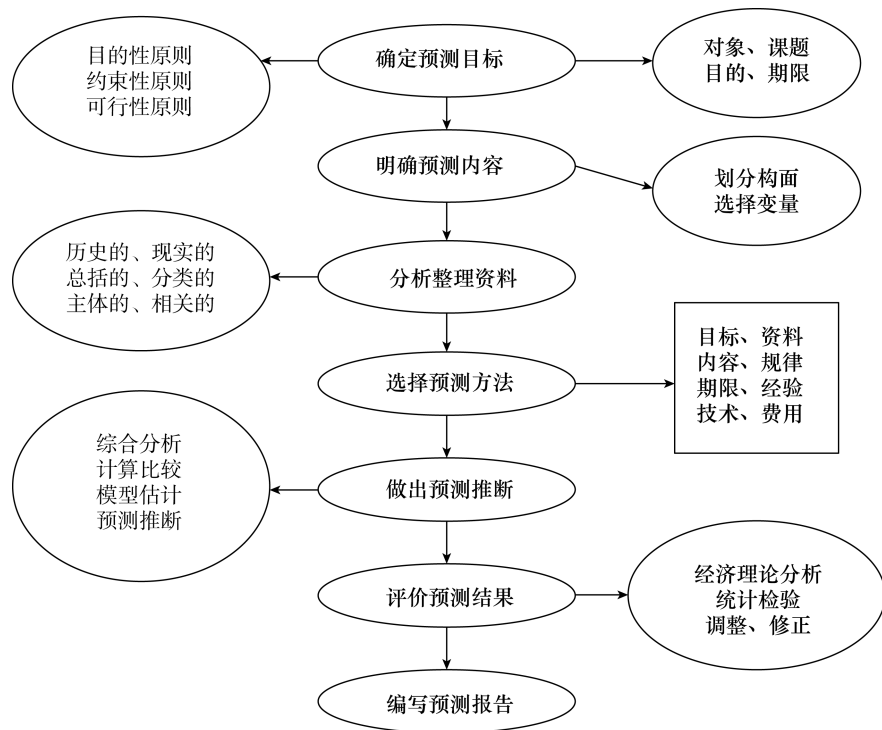 目的性原则
约束性原则
可行性原则
确定预测目标
对象、课题
目的、期限
明确预测内容
划分构面
选择变量
历史的、现实的
总括的、分类的
主体的、相关的
分析整理资料
选择预测方法
目标、资料
内容、规律
期限、经验
技术、费用
综合分析
计算比较
模型估计
预测推断
做出预测推断
评价预测结果
经济理论分析
统计检验
调整、修正
编写预测报告